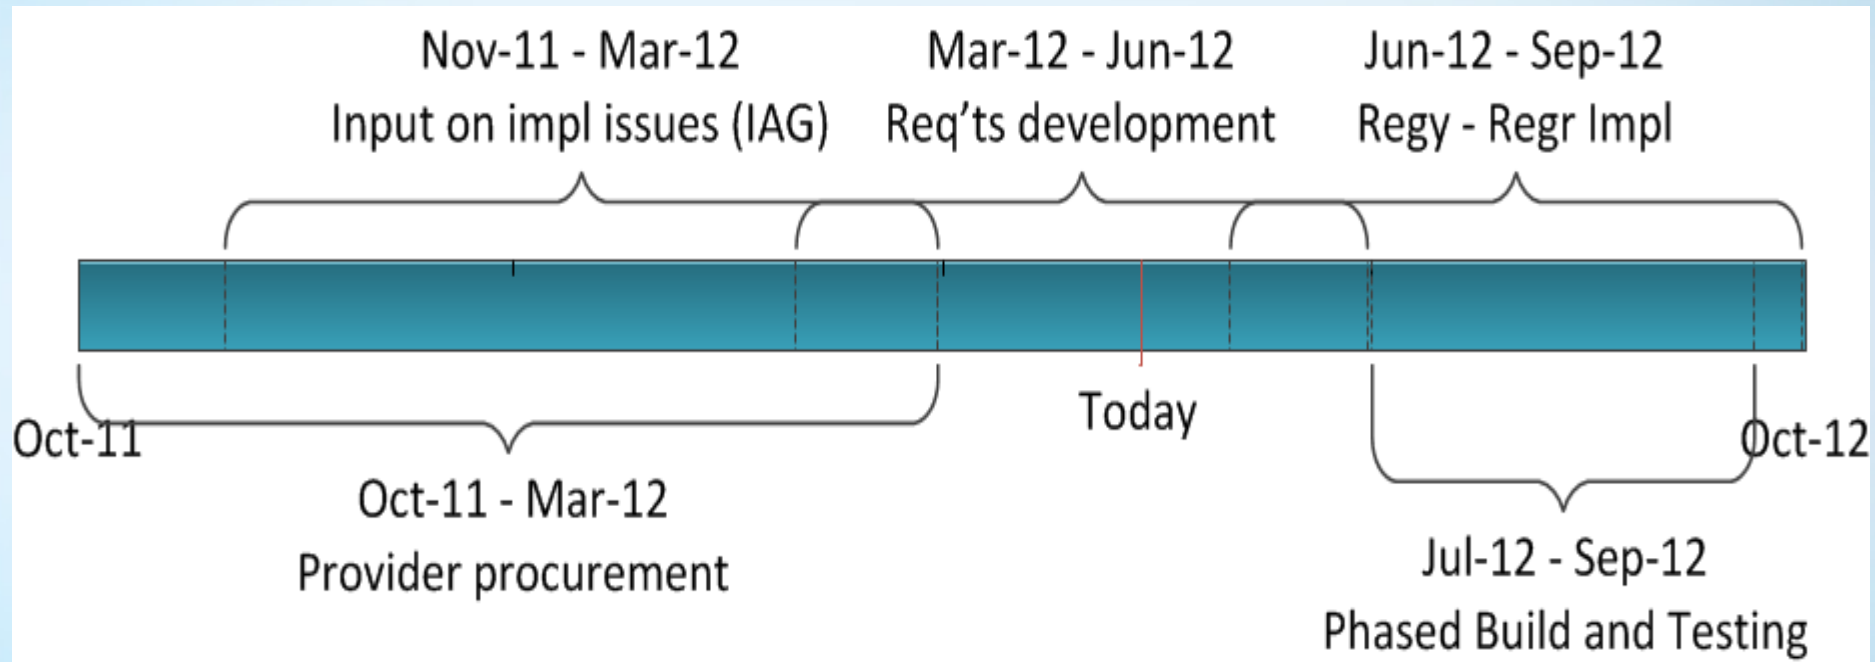 Nov-11 - Mar-12
Input on impl issues (IAG)
Mar-12 - Jun-12
Req’ts development
Jun-12 - Sep-12
Regy - Regr Impl
Oct-11
Today
Oct-12
Oct-11 - Mar-12
Provider procurement
Jul-12 - Sep-12
Phased Build and Testing